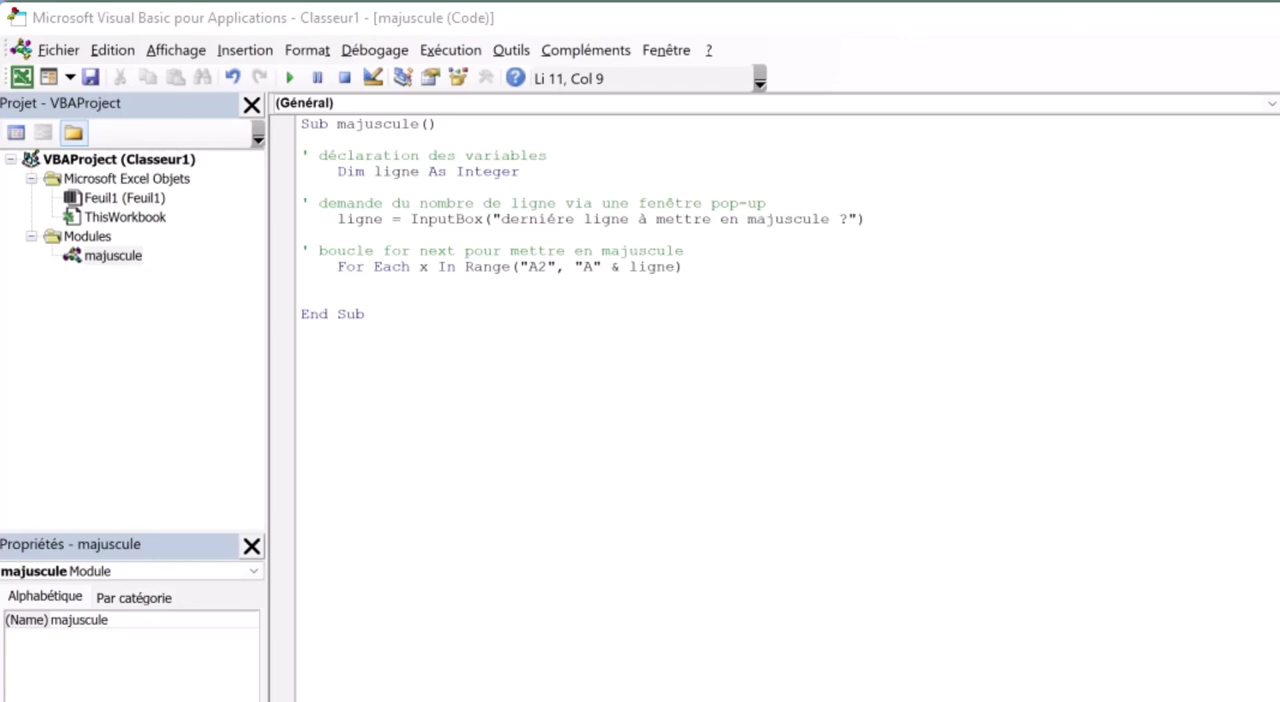 Microsoft Visual Basic pour Applications - Classeur1 - [majuscule (Code)]
Fichier Edition Affichage Insertion Format Débogage Exécution Outils Compléments Fenêtre ?
Li 11, Col 9
Projet - VBAProject
(Général)
VBAProject (Classeur1)
Microsoft Excel Objets
Feuil1 (Feuil1)
ThisWorkbook
Modules
majuscule
Sub majuscule()
' déclaration des variables
Dim ligne As Integer
' demande du nombre de ligne via une fenêtre pop-up
ligne = InputBox("derniére ligne à mettre en majuscule ?")
' boucle for next pour mettre en majuscule
For Each x In Range("A2", "A" & ligne)
End Sub
Propriétés - majuscule
majuscule Module
Alphabétique Par catégorie
(Name) majuscule